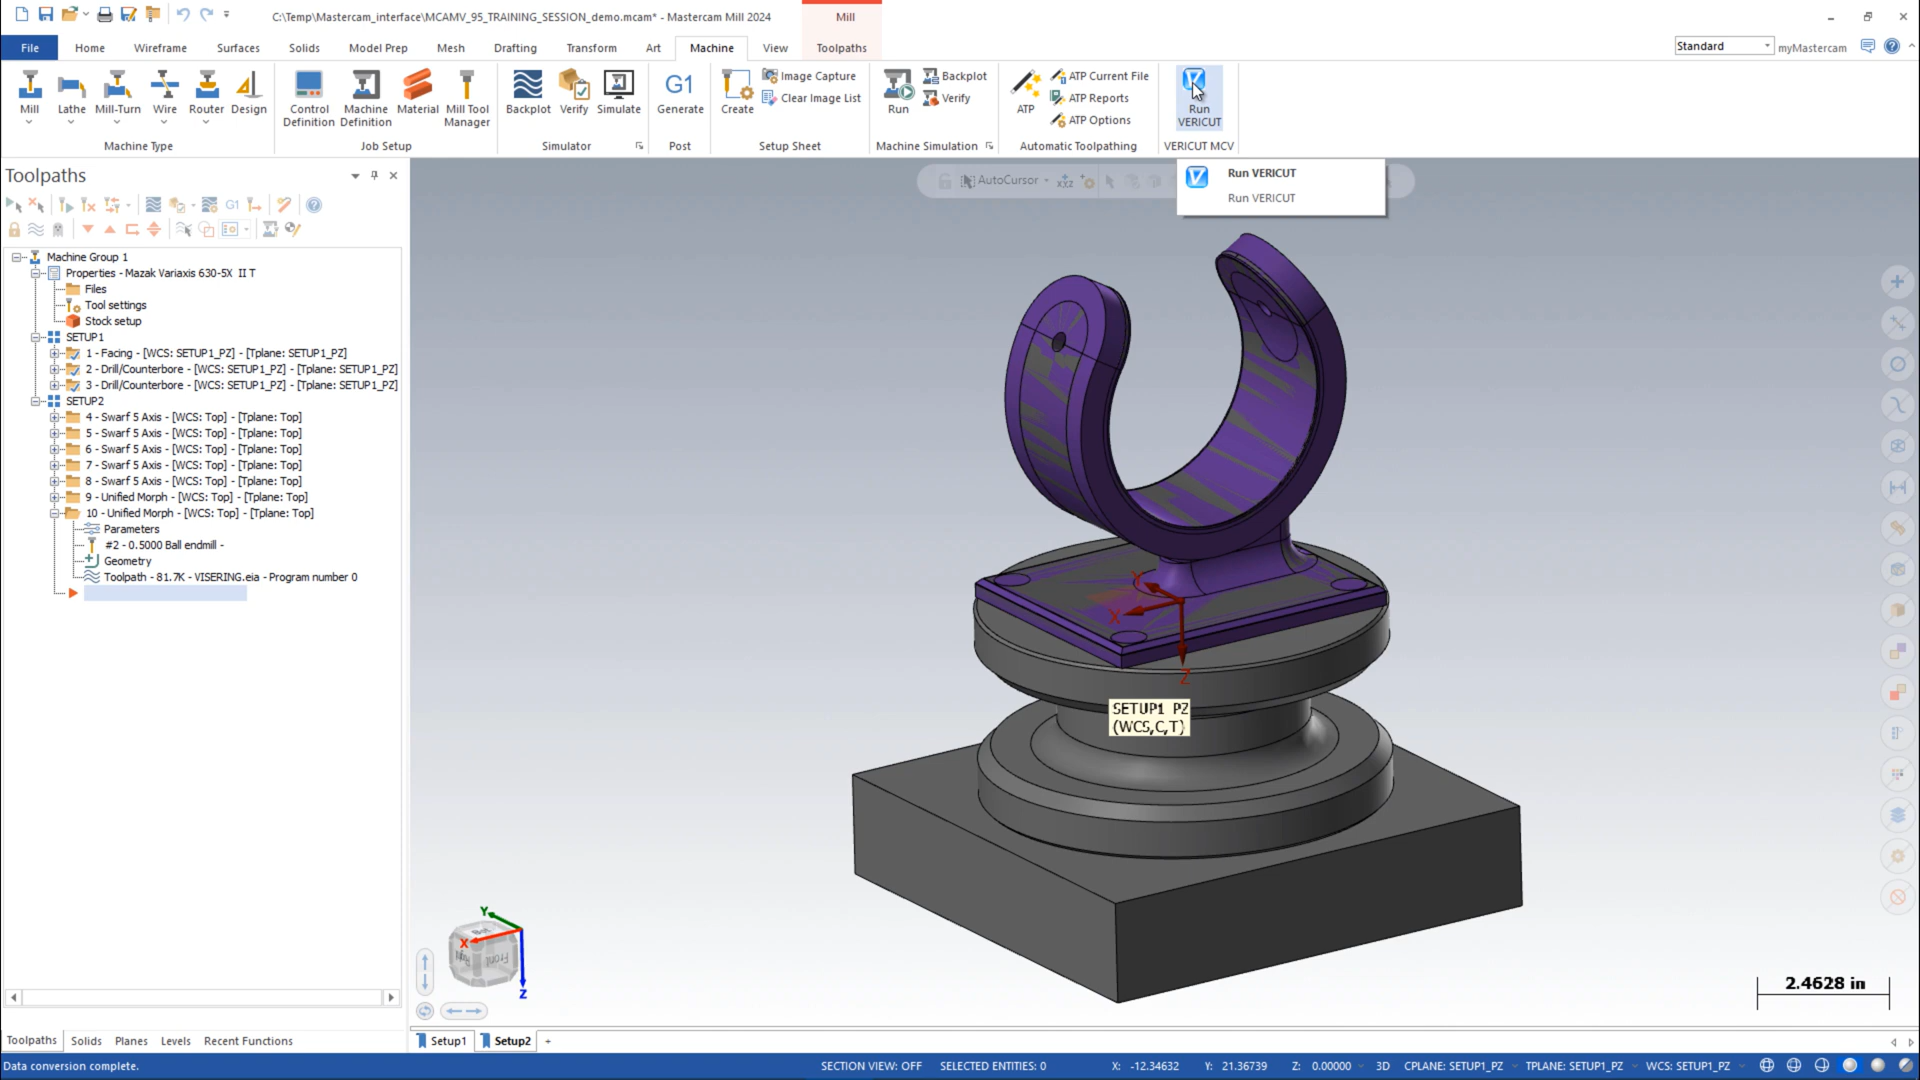 C:\Temp\Mastercam_interface\MCAMV_95_TRAINING_SESSION_demo.mcam* - Mastercam Mill 2024
Mill
File
Home
Wireframe
Surfaces
Solids
Model Prep
Mesh
Drafting
Transform
Art
Machine
View
Toolpaths
Standard
myMastercam
Mill
Lathe
Mill-Turn
Wire
Router
Design
Machine Type
Control
Definition
Machine
Definition
Material
Mill Tool
Manager
Job Setup
Backplot
Verify
Simulate
Simulator
G1
Generate
Post
Create
Image Capture
Clear Image List
Setup Sheet
Run
Backplot
Verify
Machine Simulation
ATP
ATP Current File
ATP Reports
ATP Options
Automatic Toolpathing
Run
VERICUT
VERICUT MCV
Run VERICUT
Run VERICUT
AutoCursor
XYZ
Toolpaths
G1
Machine Group 1
Properties - Mazak Variaxis 630-5X II T
Files
Tool settings
Stock setup
SETUP1
1 - Facing - [WCS: SETUP1_PZ] - [Tplane: SETUP1_PZ]
2 - Drill/Counterbore - [WCS: SETUP1_PZ] - [Tplane: SETUP1_PZ]
3 - Drill/Counterbore - [WCS: SETUP1_PZ] - [Tplane: SETUP1_PZ]
SETUP2
4 - Swarf 5 Axis - [WCS: Top] - [Tplane: Top]
5 - Swarf 5 Axis - [WCS: Top] - [Tplane: Top]
6 - Swarf 5 Axis - [WCS: Top] - [Tplane: Top]
7 - Swarf 5 Axis - [WCS: Top] - [Tplane: Top]
8 - Swarf 5 Axis - [WCS: Top] - [Tplane: Top]
9 - Unified Morph - [WCS: Top] - [Tplane: Top]
10 - Unified Morph - [WCS: Top] - [Tplane: Top]
Parameters
#2 - 0.5000 Ball endmill -
Geometry
Toolpath - 81.7K - VISERING.eia - Program number 0
Y
X
Z
SETUP1 PZ
(WCS,C,T)
Y
X
Z
Right
Front
2.4628 in
Toolpaths
Solids
Planes
Levels
Recent Functions
Setup1
Setup2
+
Data conversion complete.
SECTION VIEW: OFF
SELECTED ENTITIES: 0
X: -12.34632
Y: 21.36739
Z: 0.00000
3D
CPLANE: SETUP1_PZ
TPLANE: SETUP1_PZ
WCS: SETUP1_PZ